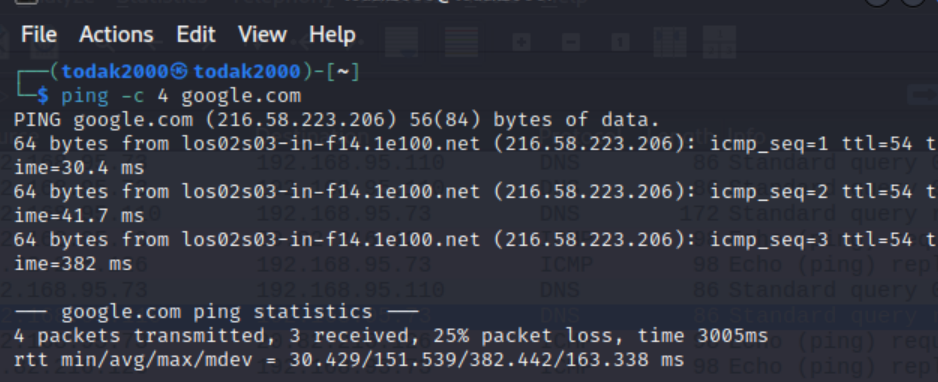 File Actions Edit View Help
┌──(todak2000㉿todak2000)-[~]
└─$ ping -c 4 google.com
PING google.com (216.58.223.206) 56(84) bytes of data.
64 bytes from los02s03-in-f14.1e100.net (216.58.223.206): icmp_seq=1 ttl=54 t
ime=30.4 ms
64 bytes from los02s03-in-f14.1e100.net (216.58.223.206): icmp_seq=2 ttl=54 t
ime=41.7 ms
64 bytes from los02s03-in-f14.1e100.net (216.58.223.206): icmp_seq=3 ttl=54 t
ime=382 ms
--- google.com ping statistics ---
4 packets transmitted, 3 received, 25% packet loss, time 3005ms
rtt min/avg/max/mdev = 30.429/151.539/382.442/163.338 ms